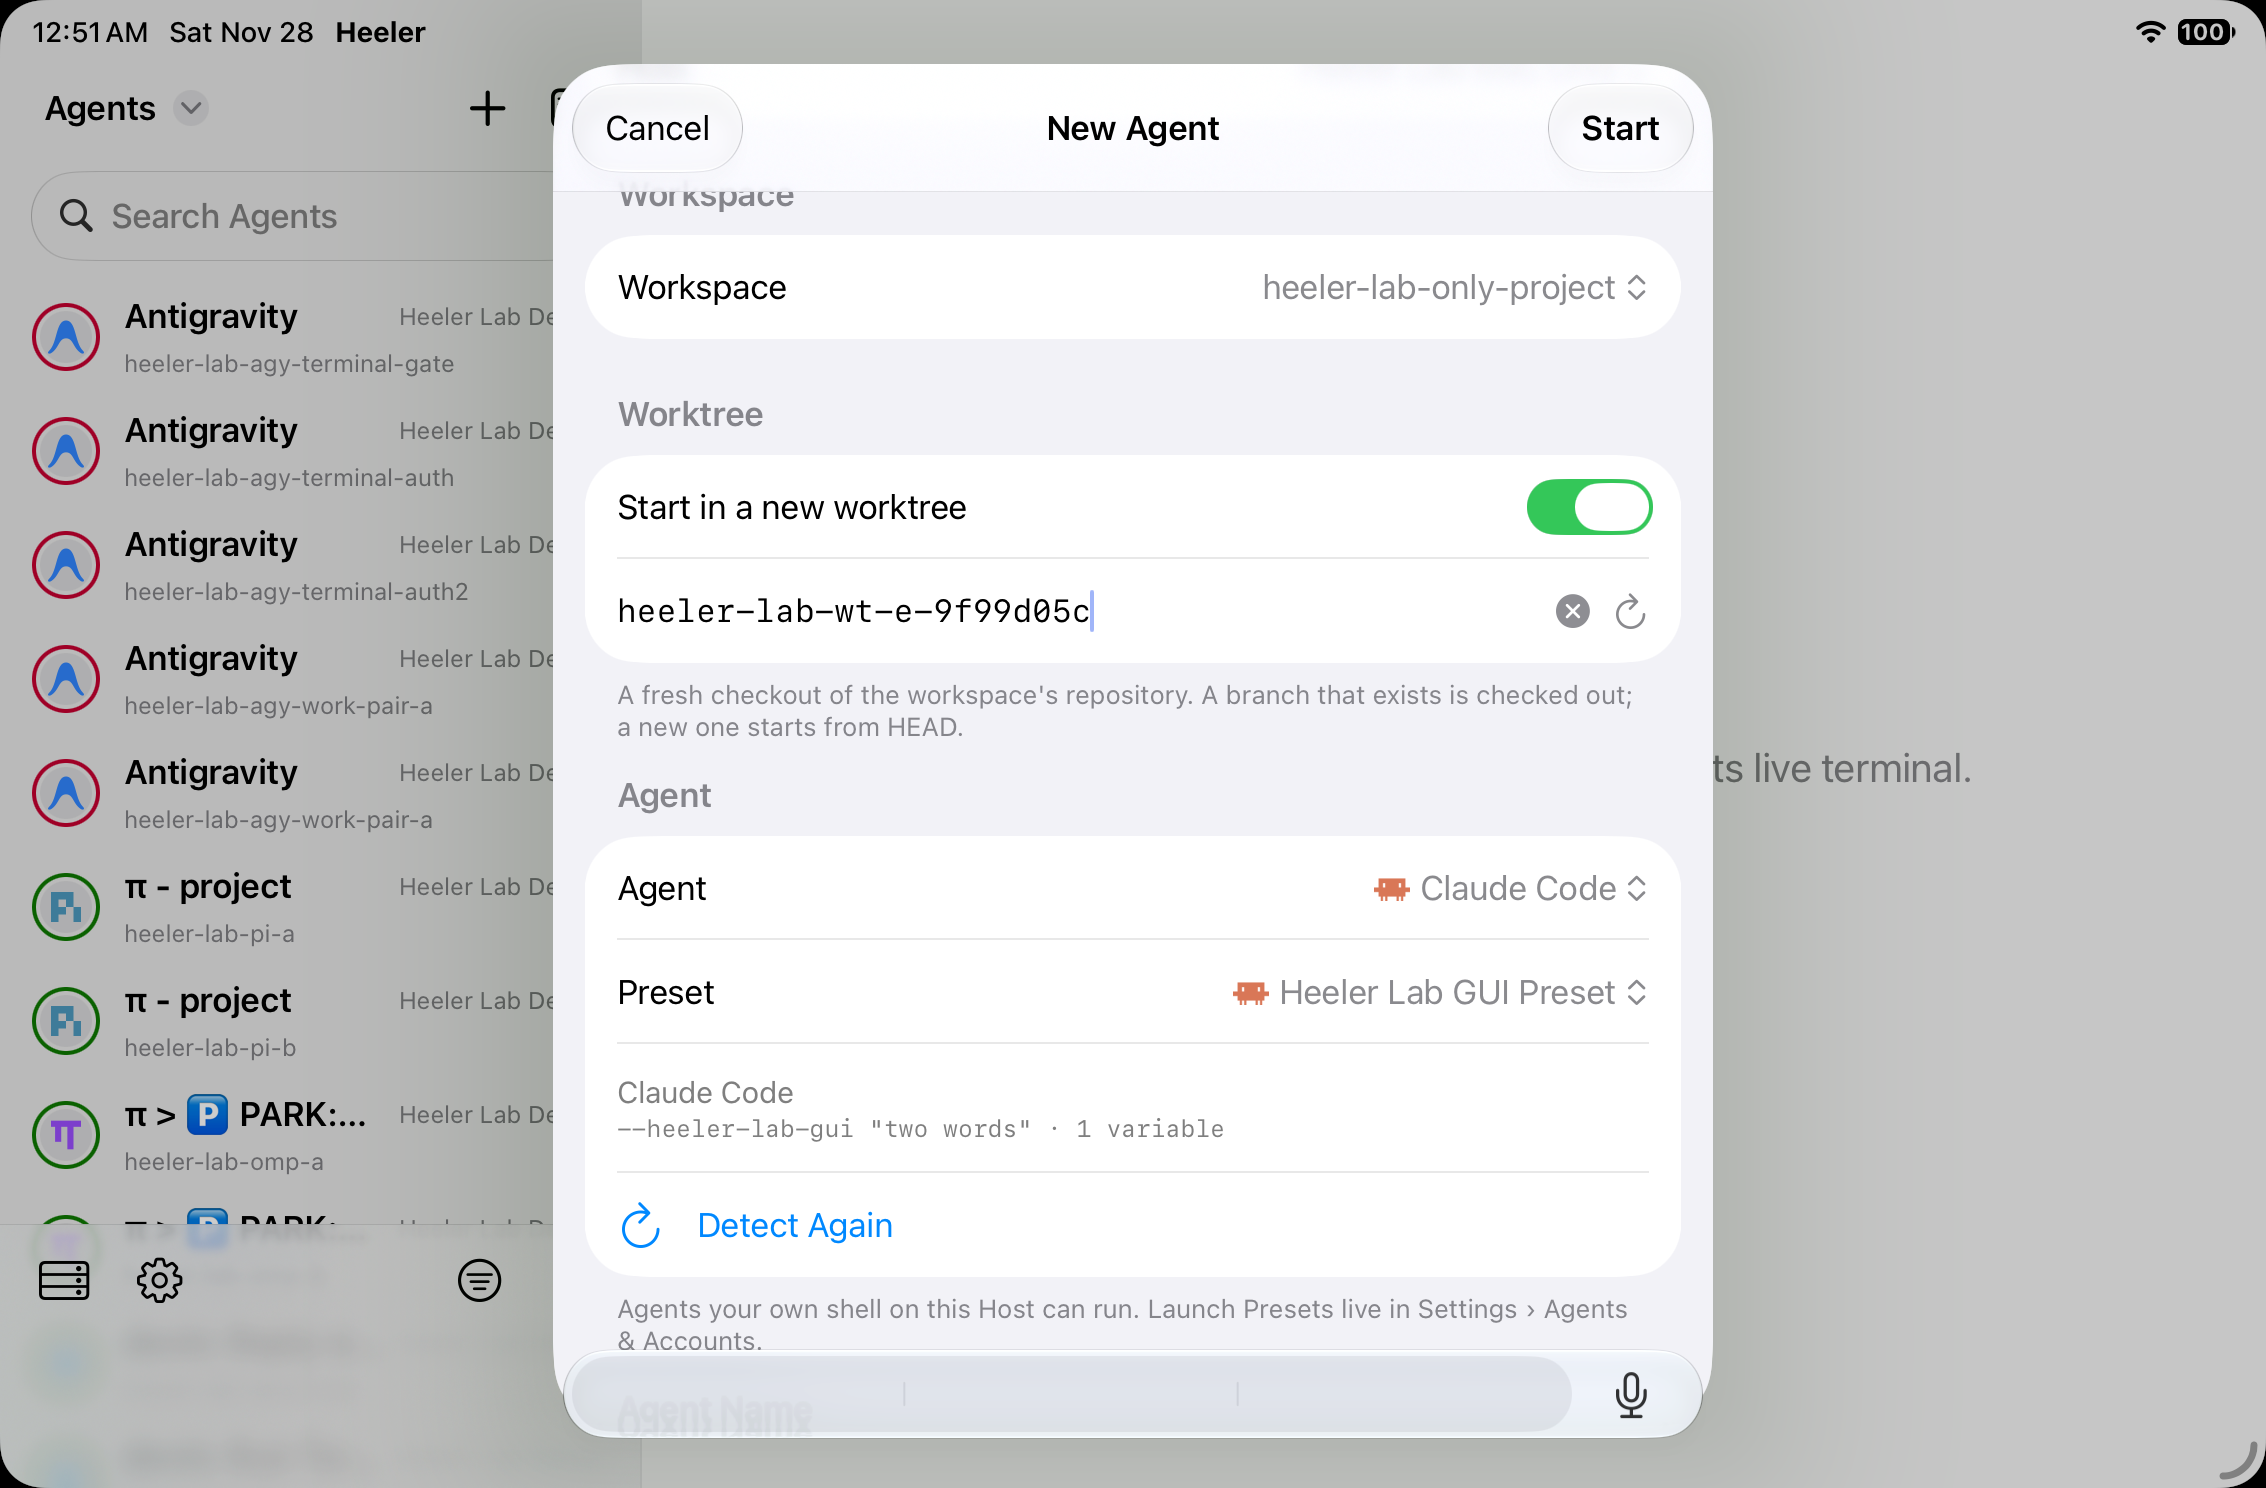 12:51 AM Sat Nov 28 Heeler
100
Agents
Search Agents
Antigravity Heeler Lab De
heeler-lab-agy-terminal-gate
Antigravity Heeler Lab De
heeler-lab-agy-terminal-auth
Antigravity Heeler Lab De
heeler-lab-agy-terminal-auth2
Antigravity Heeler Lab De
heeler-lab-agy-work-pair-a
Antigravity Heeler Lab De
heeler-lab-agy-work-pair-a
π - project Heeler Lab De
heeler-lab-pi-a
π - project Heeler Lab De
heeler-lab-pi-b
π > 🅿️ PARK:... Heeler Lab De
heeler-lab-omp-a
π > 🅿️ PARK:...
Cancel New Agent Start
Workspace
Workspace heeler-lab-only-project
Worktree
Start in a new worktree
heeler-lab-wt-e-9f99d05c
A fresh checkout of the workspace's repository. A branch that exists is checked out;
a new one starts from HEAD.
Agent
Agent Claude Code
Preset Heeler Lab GUI Preset
Claude Code
--heeler-lab-gui "two words" · 1 variable
Detect Again
Agents your own shell on this Host can run. Launch Presets live in Settings › Agents
& Accounts.
Agent Name
ts live terminal.